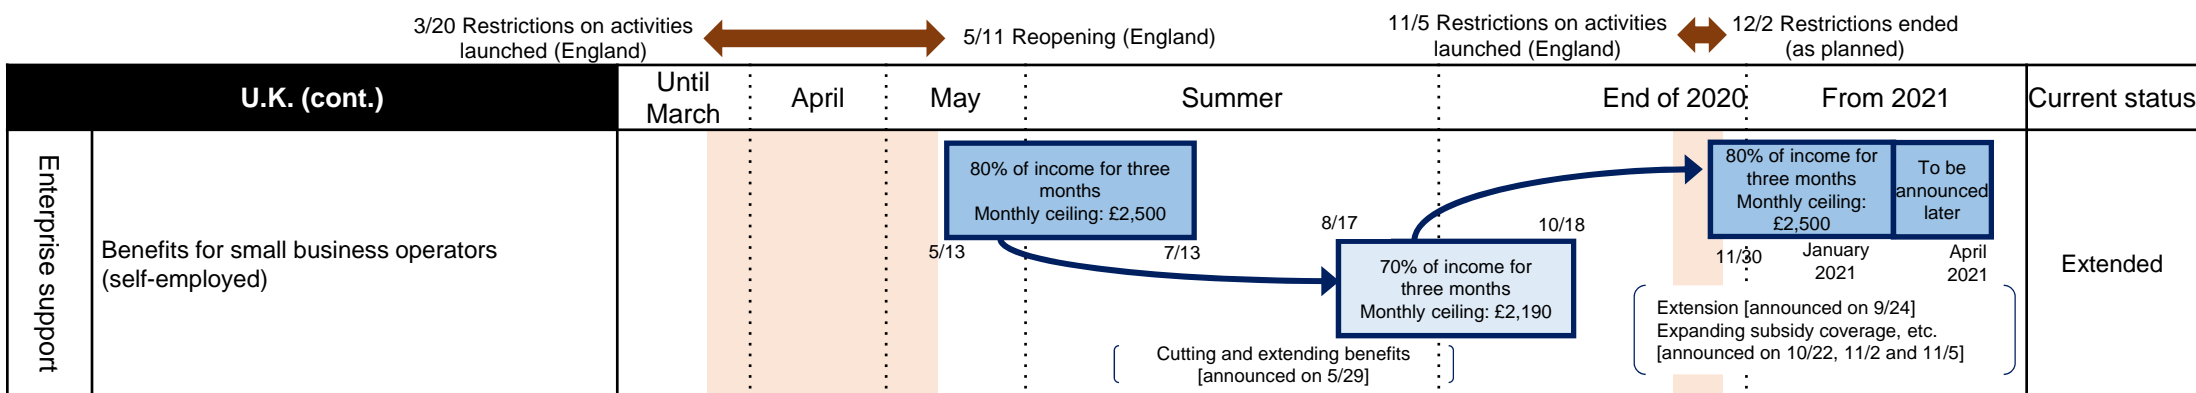 3/20 Restrictions on activities
launched (England)
5/11 Reopening (England)
11/5 Restrictions on activities
launched (England)
12/2 Restrictions ended
(as planned)
U.K. (cont.)
Until
March
April
May
Summer
End of 2020
From 2021
Current status
Enterprise support
Benefits for small business operators
(self-employed)
80% of income for three
months
Monthly ceiling: £2,500
5/13
7/13
8/17
10/18
70% of income for
three months
Monthly ceiling: £2,190
Cutting and extending benefits
[announced on 5/29]
80% of income for
three months
Monthly ceiling:
£2,500
To be
announced
later
11/30
January
2021
April
2021
Extension [announced on 9/24]
Expanding subsidy coverage, etc.
[announced on 10/22, 11/2 and 11/5]
Extended